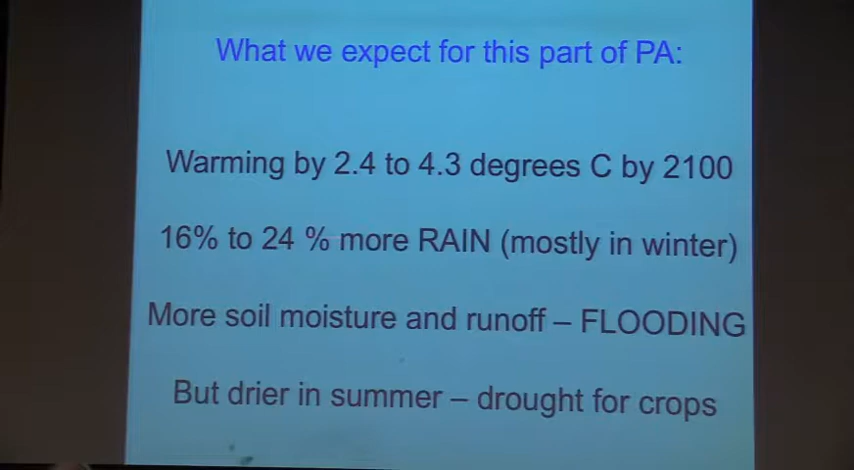 What we expect for this part of PA:
Warming by 2.4 to 4.3 degrees C by 2100
16% to 24 % more RAIN (mostly in winter)
More soil moisture and runoff – FLOODING
But drier in summer – drought for crops